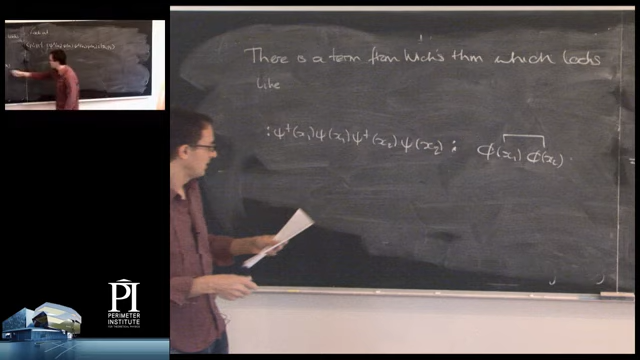 There is a term from Wick's thm which looks
like
:ψ†(x₁)ψ(x₁)ψ†(x₂)ψ(x₂): ϕ(x₁)ϕ(x₂)
PI
PERIMETER
INSTITUTE
FOR THEORETICAL PHYSICS